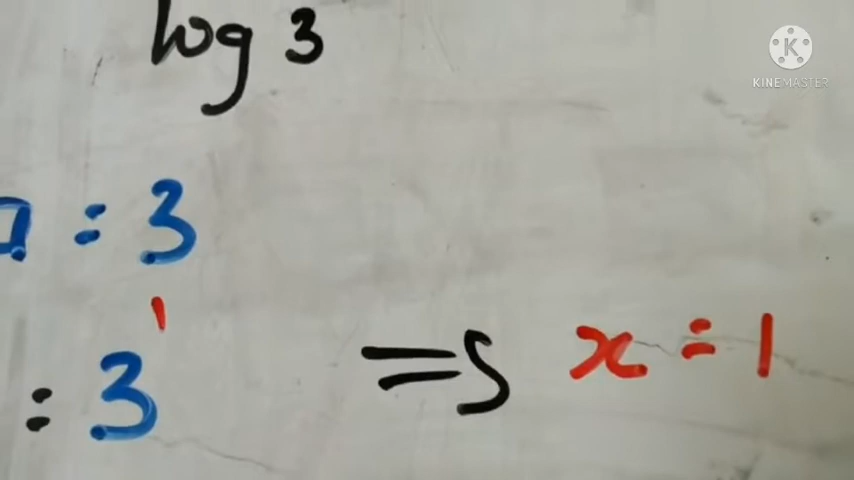 log 3
KINEMASTER
a = 3
= 3¹ => x = 1